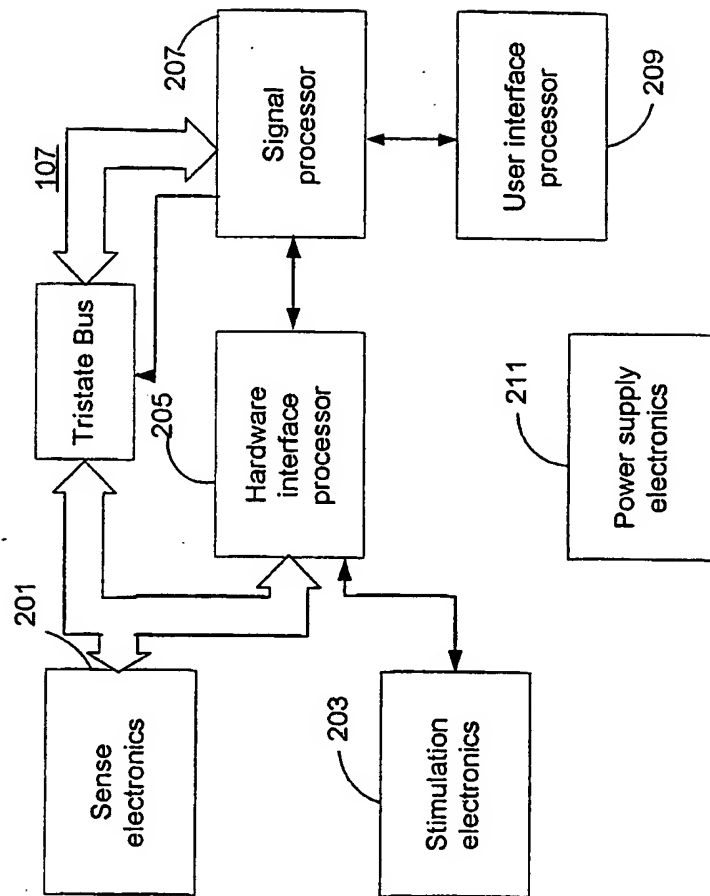 107
207
Signal
processor
Tristate Bus
205
Hardware
interface
processor
209
User interface
processor
201
Sense
electronics
203
Stimulation
electronics
211
Power supply
electronics